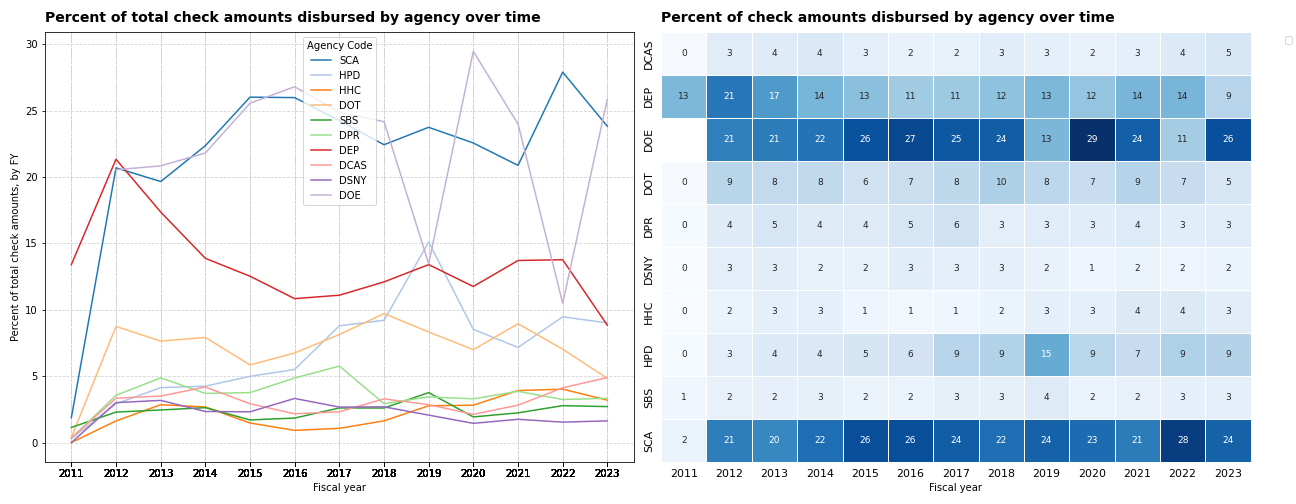 Percent of total check amounts disbursed by agency over time
Percent of total check amounts, by FY
30
25
20
15
10
5
0
Agency Code
SCA
HPD
HHC
DOT
SBS
DPR
DEP
DCAS
DSNY
DOE
2011 2012 2013 2014 2015 2016 2017 2018 2019 2020 2021 2022 2023
Fiscal year
Percent of check amounts disbursed by agency over time
DCAS 0 3 4 4 3 2 2 3 3 2 3 4 5
DEP 13 21 17 14 13 11 11 12 13 12 14 14 9
DOE 21 21 22 26 27 25 24 13 29 24 11 26
DOT 0 9 8 8 6 7 8 10 8 7 9 7 5
DPR 0 4 5 4 4 5 6 3 3 3 4 3 3
DSNY 0 3 3 2 2 3 3 3 2 1 2 2 2
HHC 0 2 3 3 1 1 1 2 3 3 4 4 3
HPD 0 3 4 4 5 6 9 9 15 9 7 9 9
SBS 1 2 2 3 2 2 3 3 4 2 2 3 3
SCA 2 21 20 22 26 26 24 22 24 23 21 28 24
2011 2012 2013 2014 2015 2016 2017 2018 2019 2020 2021 2022 2023
Fiscal year